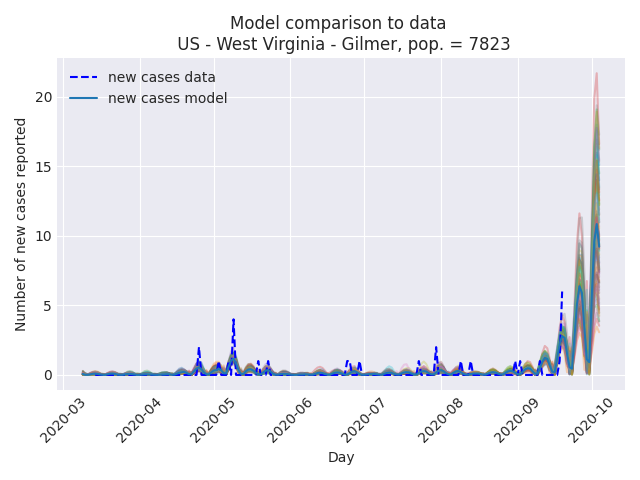 Model comparison to data
US - West Virginia - Gilmer, pop. = 7823
new cases data
new cases model
Number of new cases reported
20
15
10
5
0
2020-03
2020-04
2020-05
2020-06
2020-07
2020-08
2020-09
2020-10
Day